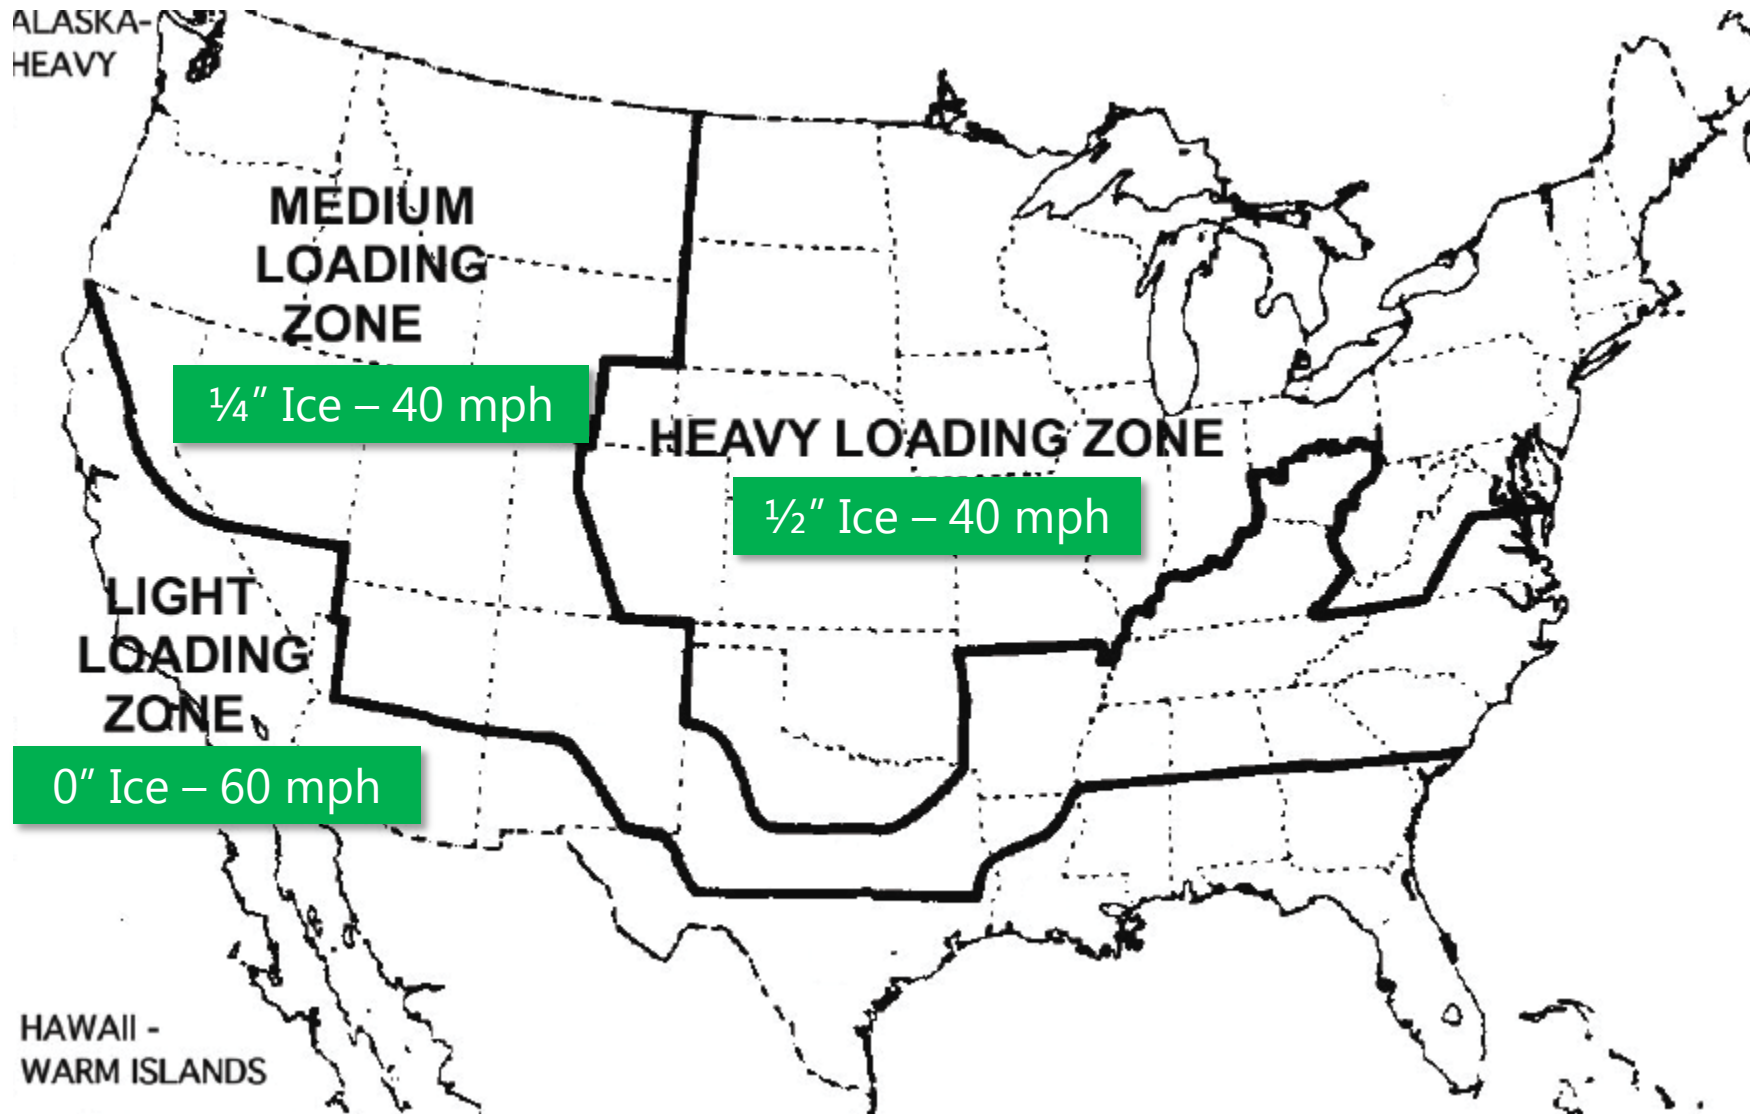 ALASKA-
HEAVY
MEDIUM
LOADING
ZONE
¼” Ice – 40 mph
HEAVY LOADING ZONE
½” Ice – 40 mph
LIGHT
LOADING
ZONE
0” Ice – 60 mph
HAWAII -
WARM ISLANDS